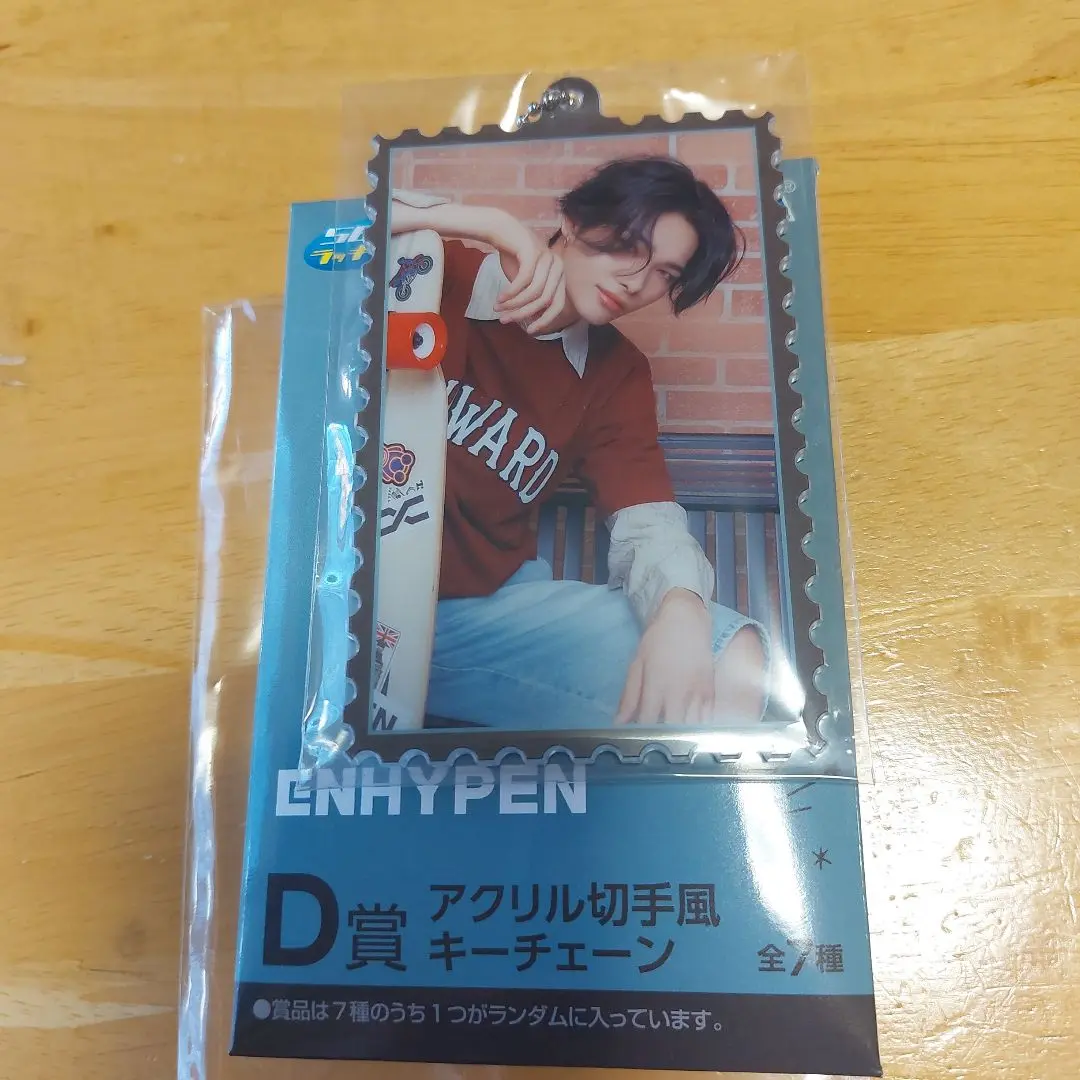 ラッ
WARD
ENHYPEN
D賞
アクリル切手風
キーチェーン
全7種
●賞品は7種のうち1つがランダムに入っています。